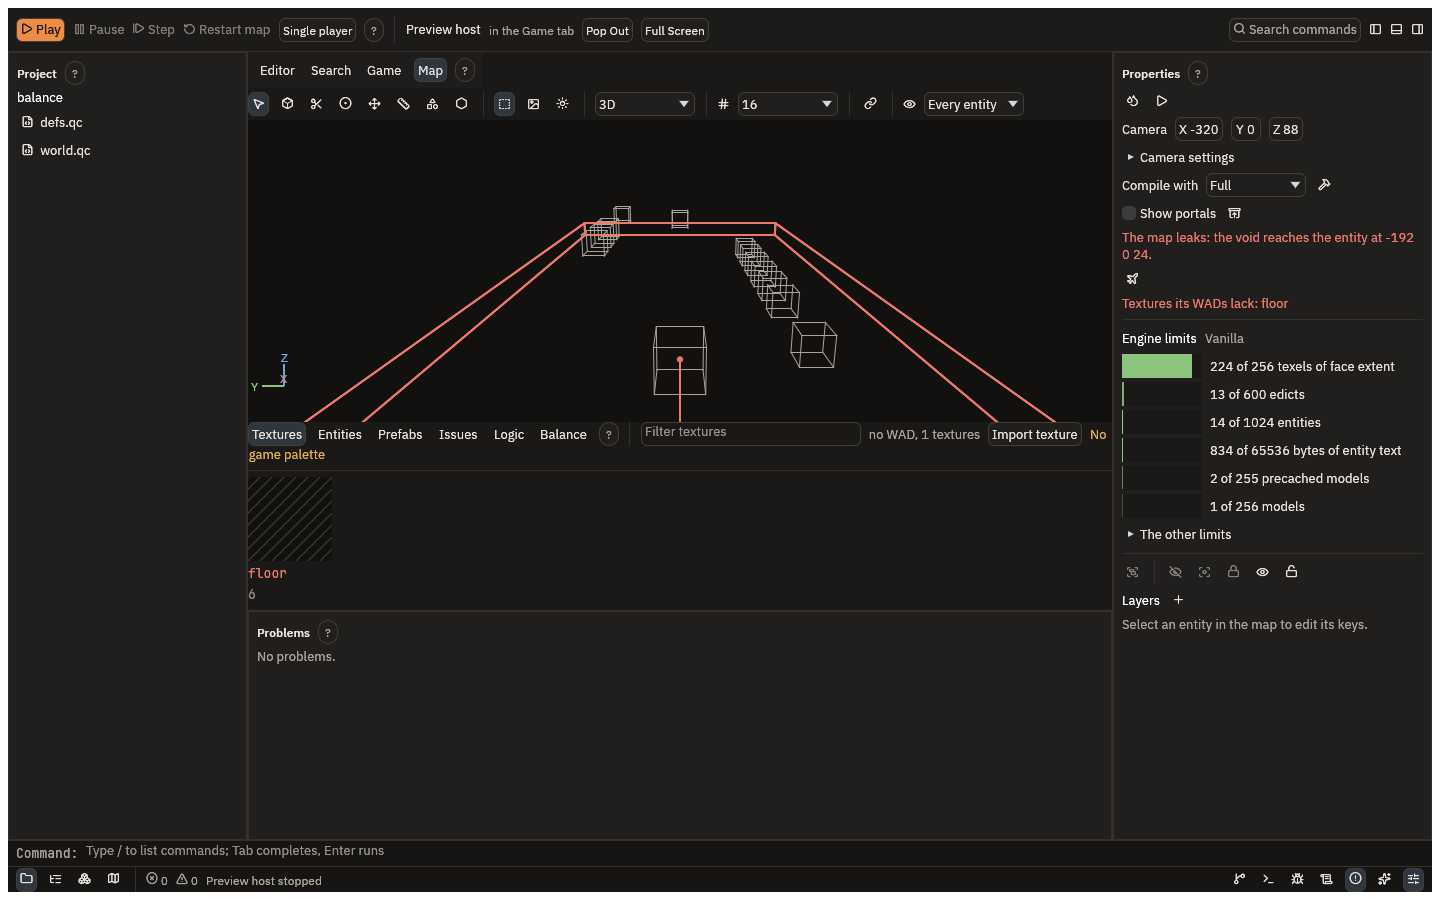 Play Pause Step Restart map Single player ? Preview host in the Game tab Pop Out Full Screen Search commands
Project ?
balance
defs.qc
world.qc
Editor Search Game Map ?
3D # 16 Every entity
Z
Y X
Textures Entities Prefabs Issues Logic Balance ? Filter textures no WAD, 1 textures Import texture No
game palette
floor
6
Problems ?
No problems.
Properties ?
Camera X -320 Y 0 Z 88
Camera settings
Compile with Full
Show portals
The map leaks: the void reaches the entity at -192
0 24.
Textures its WADs lack: floor
Engine limits Vanilla
224 of 256 texels of face extent
13 of 600 edicts
14 of 1024 entities
834 of 65536 bytes of entity text
2 of 255 precached models
1 of 256 models
The other limits
Layers +
Select an entity in the map to edit its keys.
Command: Type / to list commands; Tab completes, Enter runs
0 0 Preview host stopped